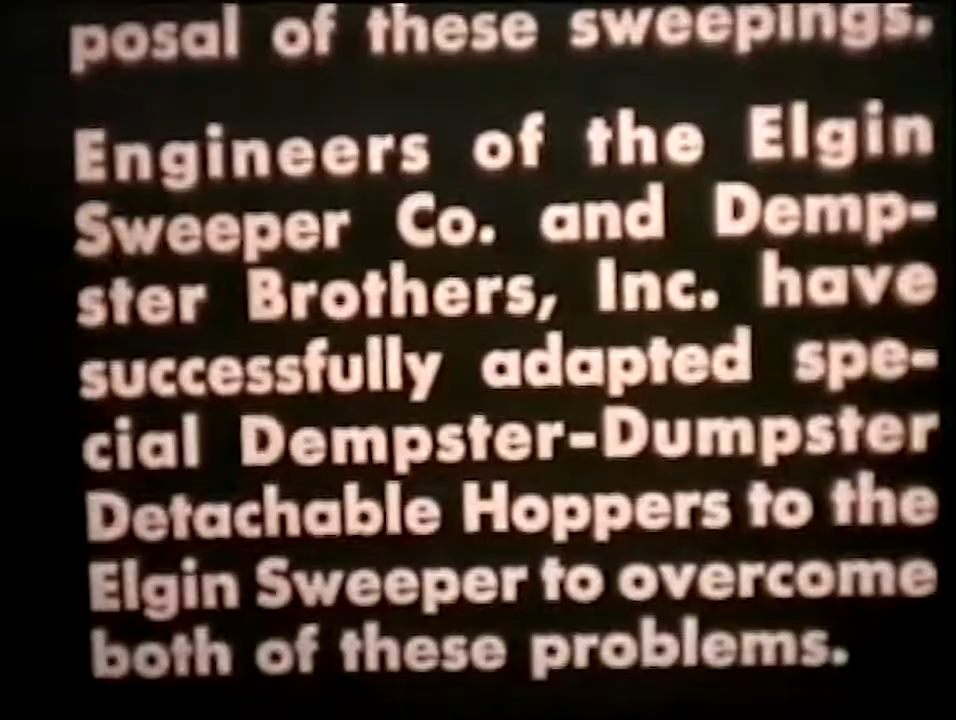 posal of these sweepings.
Engineers of the Elgin
Sweeper Co. and Demp-
ster Brothers, Inc. have
successfully adapted spe-
cial Dempster-Dumpster
Detachable Hoppers to the
Elgin Sweeper to overcome
both of these problems.